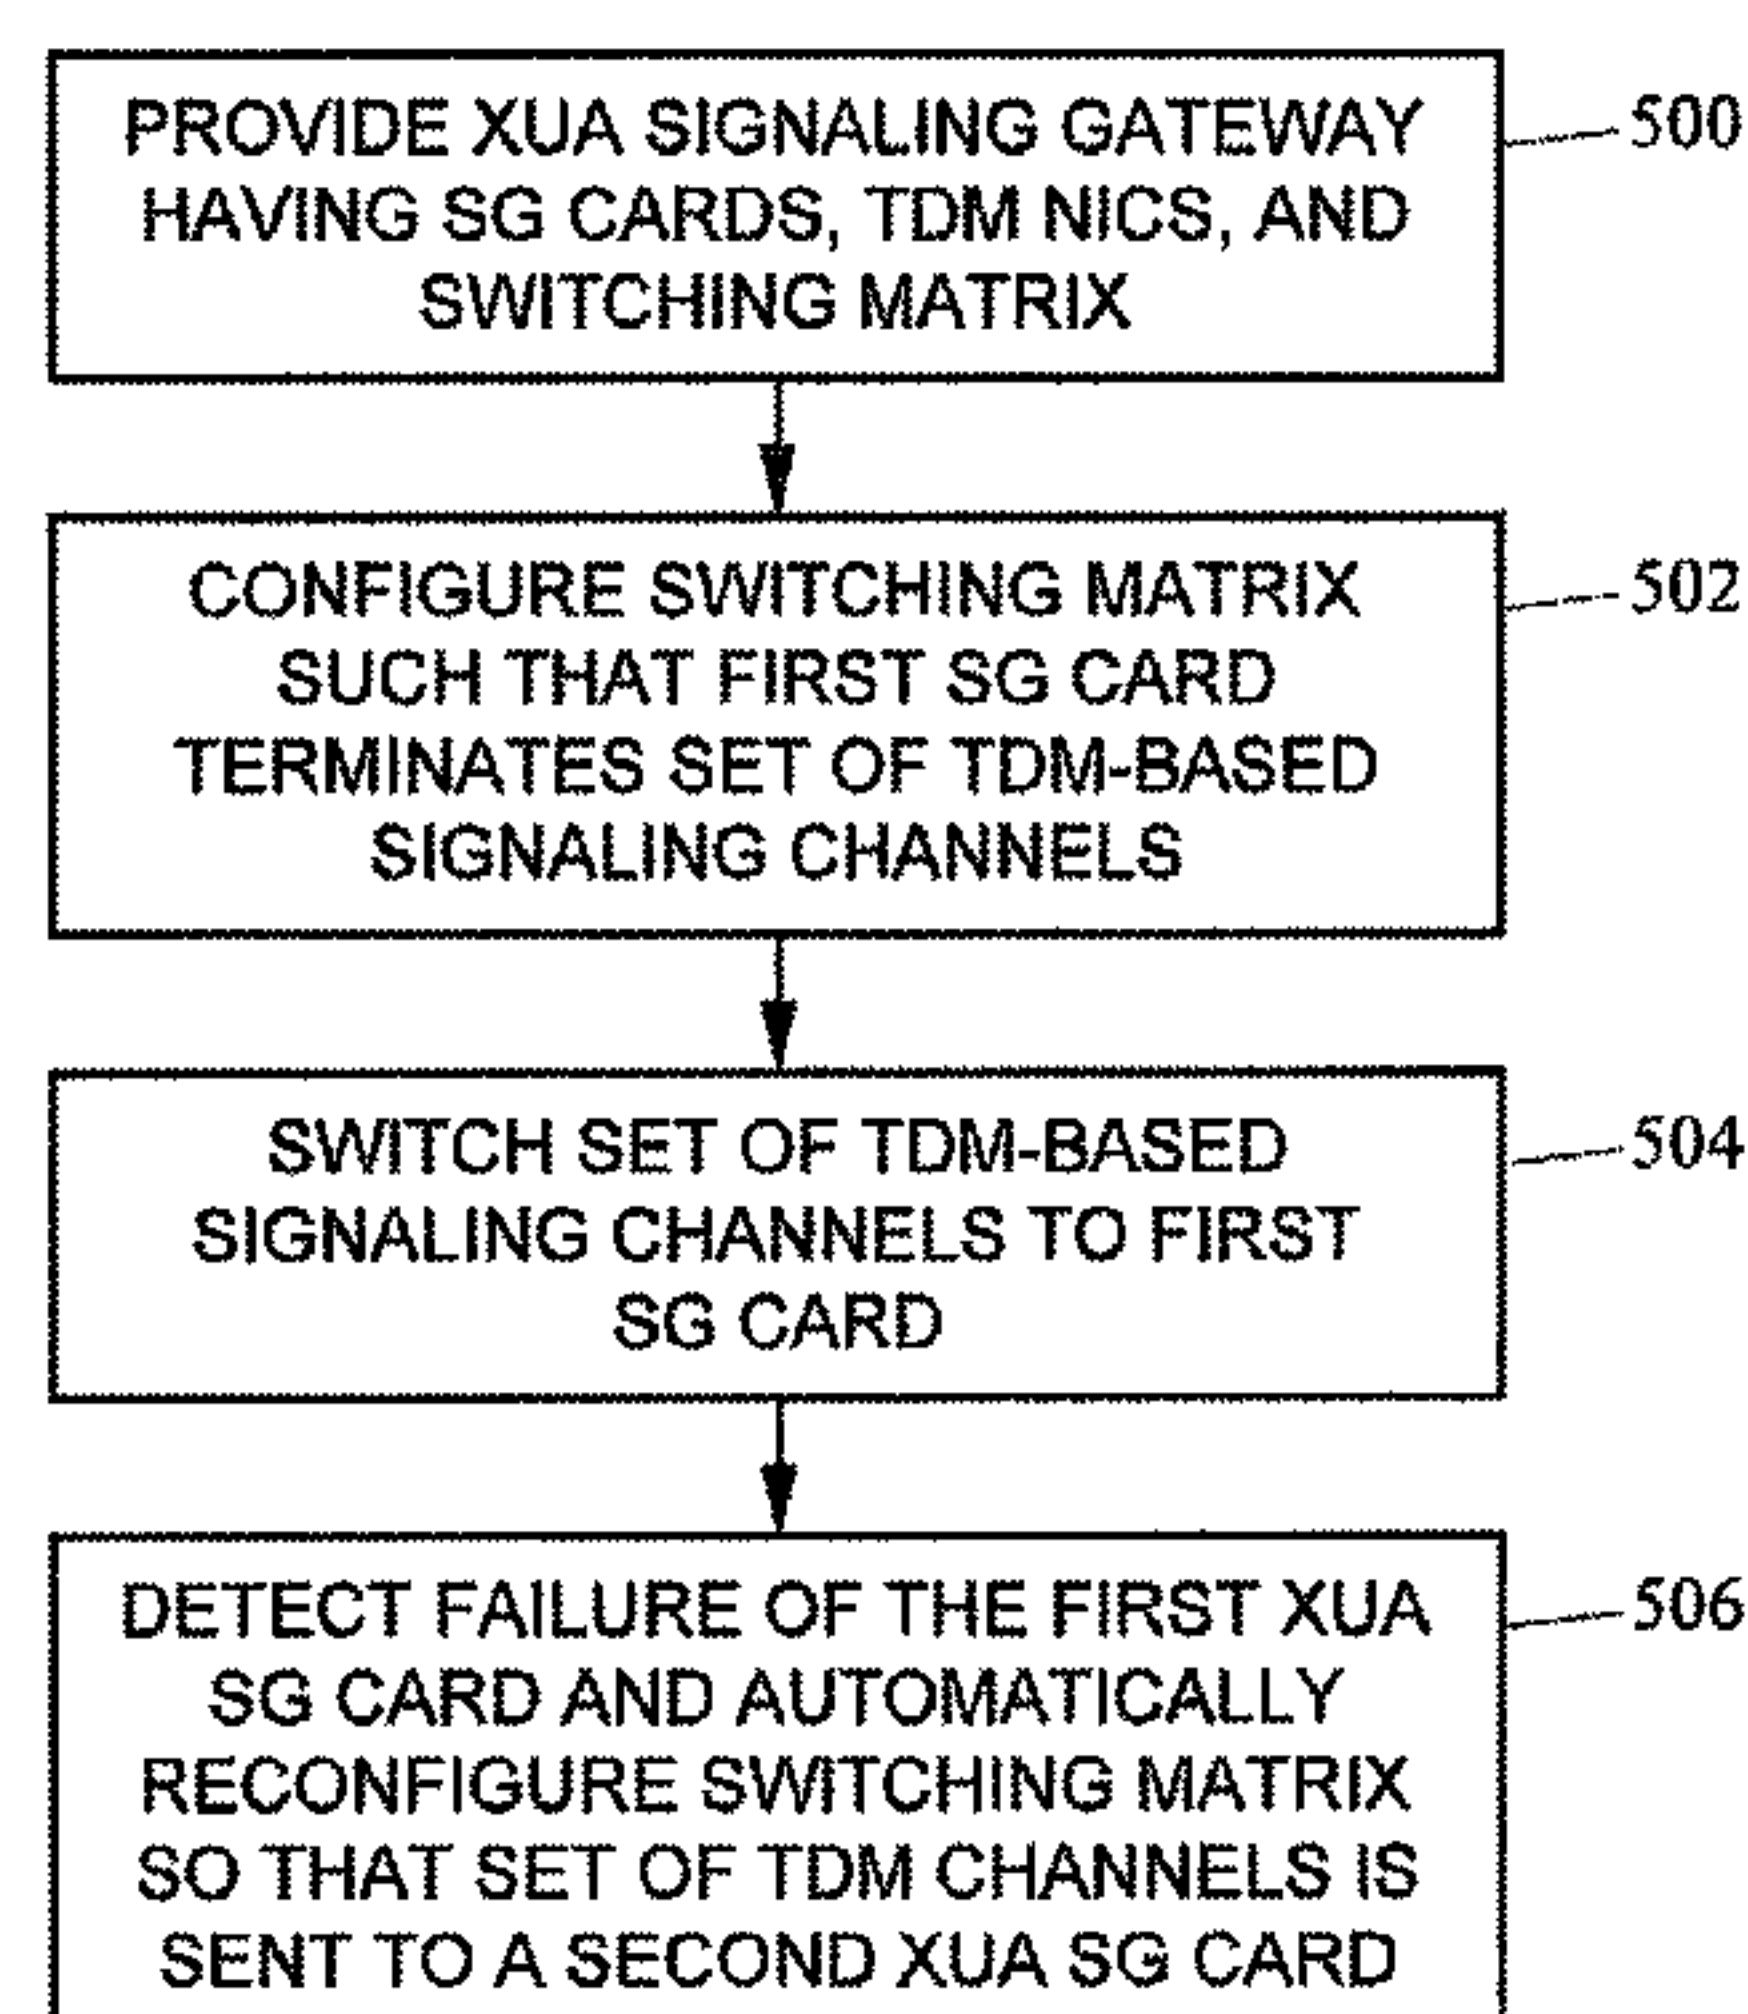 PROVIDE XUA SIGNALING GATEWAY
HAVING SG CARDS, TDM NICS, AND
SWITCHING MATRIX
500
CONFIGURE SWITCHING MATRIX
SUCH THAT FIRST SG CARD
TERMINATES SET OF TDM-BASED
SIGNALING CHANNELS
502
SWITCH SET OF TDM-BASED
SIGNALING CHANNELS TO FIRST
SG CARD
504
DETECT FAILURE OF THE FIRST XUA
SG CARD AND AUTOMATICALLY
RECONFIGURE SWITCHING MATRIX
SO THAT SET OF TDM CHANNELS IS
SENT TO A SECOND XUA SG CARD
506